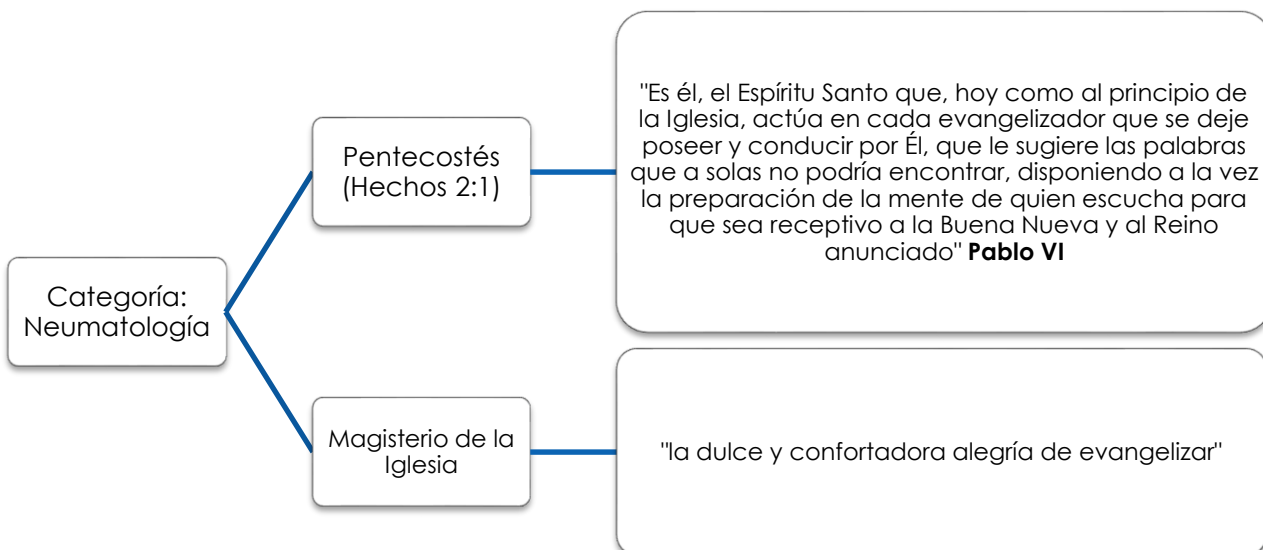 Categoría:
Neumatología
Pentecostés
(Hechos 2:1)
"Es él, el Espíritu Santo que, hoy como al principio de
la Iglesia, actúa en cada evangelizador que se deje
poseer y conducir por Él, que le sugiere las palabras
que a solas no podría encontrar, disponiendo a la vez
la preparación de la mente de quien escucha para
que sea receptivo a la Buena Nueva y al Reino
anunciado" Pablo VI
Magisterio de la
Iglesia
"la dulce y confortadora alegría de evangelizar"